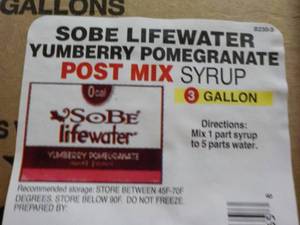 GALLONS
8230-3
SOBE LIFEWATER
YUMBERRY POMEGRANATE
POST MIX SYRUP
3 GALLON
0 cal
SoBe
lifewater
YUMBERRY POMEGRANATE
Directions:
Mix 1 part syrup
to 5 parts water.
Recommended storage: STORE BETWEEN 45F-70F
DEGREES. STORE BELOW 90F. DO NOT FREEZE.
PREPARED BY: